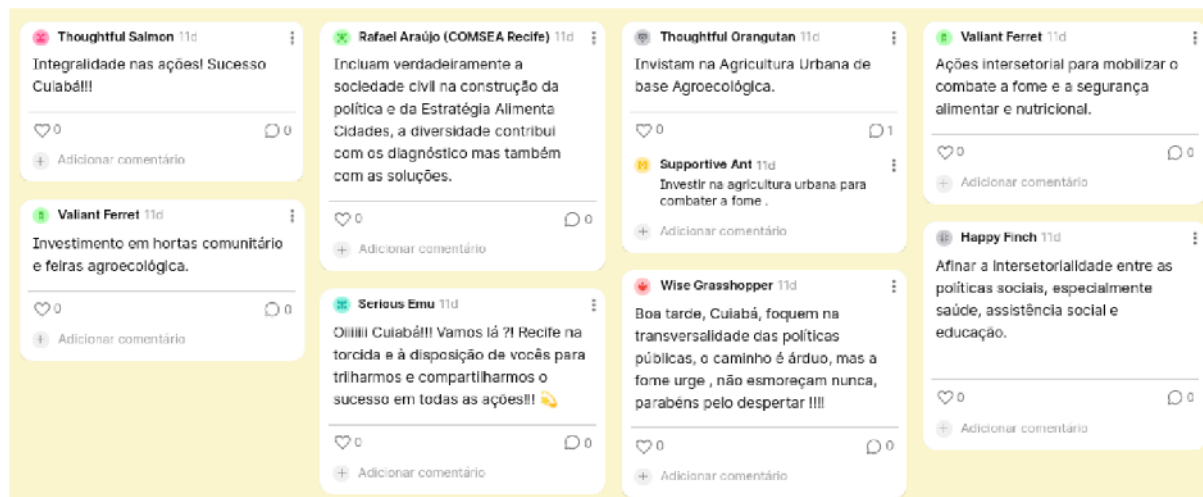 Thoughtful Salmon 11d
Integralidade nas ações! Sucesso
Cuiabá!!!
0 0
Adicionar comentário
Valiant Ferret 11d
Investimento em hortas comunitário
e feiras agroecológica.
0 0
Adicionar comentário
Rafael Araújo (COMSEA Recife) 11d
Incluam verdadeiramente a
sociedade civil na construção da
política e da Estratégia Alimenta
Cidades, a diversidade contribui
com os diagnóstico mas também
com as soluções.
0 0
Adicionar comentário
Serious Emu 11d
Oiiiiii Cuiabá!!! Vamos lá ?! Recife na
torcida e à disposição de vocês para
trilharmos e compartilharmos o
sucesso em todas as ações!!! 💫
0 0
Adicionar comentário
Thoughtful Orangutan 11d
Invistam na Agricultura Urbana de
base Agroecológica.
0 1
Supportive Ant 11d
Investir na agricultura urbana para
combater a fome .
Adicionar comentário
Wise Grasshopper 11d
Boa tarde, Cuiabá, foquem na
transversalidade das políticas
públicas, o caminho é árduo, mas a
fome urge , não esmoreçam nunca,
parabéns pelo despertar !!!!
0 0
Adicionar comentário
Valiant Ferret 11d
Ações intersetorial para mobilizar o
combate a fome e a segurança
alimentar e nutricional.
0 0
Adicionar comentário
Happy Finch 11d
Afinar a intersetorialidade entre as
políticas sociais, especialmente
saúde, assistência social e
educação.
0 0
Adicionar comentário